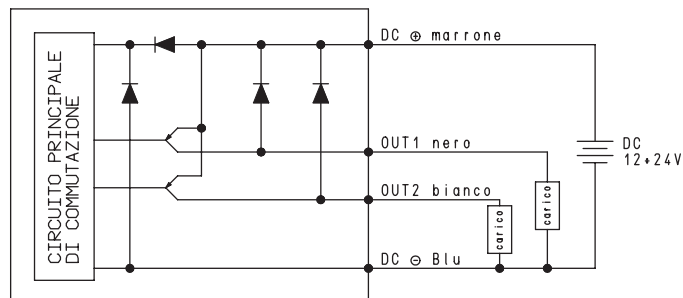 CIRCUITO PRINCIPALE
DI COMMUTAZIONE
DC ⊕ marrone
OUT1 nero
DC
12+24V
OUT2 bianco
carico
carico
DC ⊖ Blu